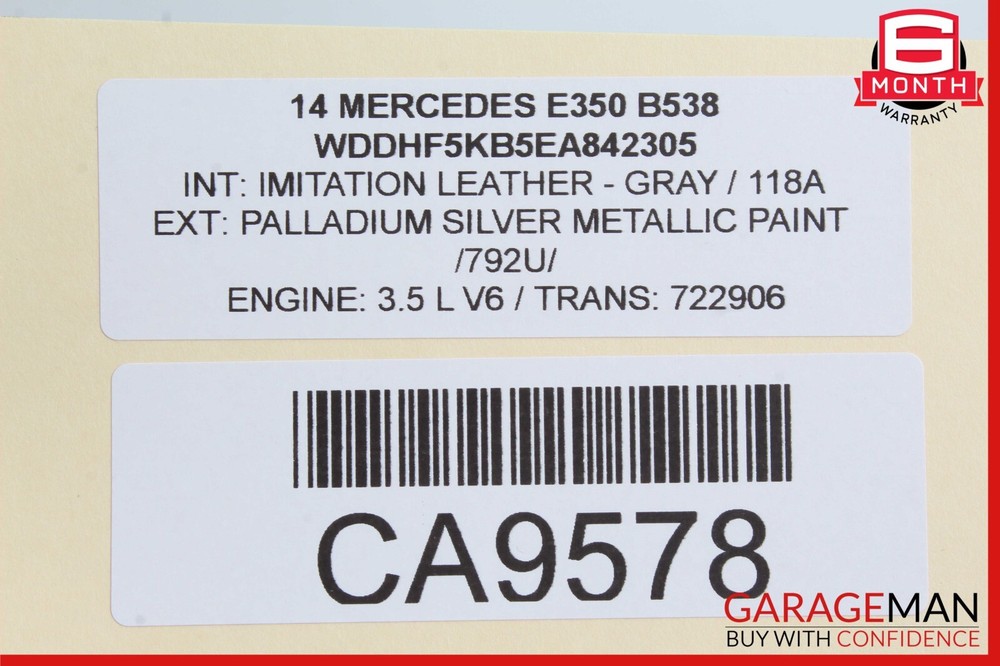 6
MONTH
WARRANTY
14 MERCEDES E350 B538
WDDHF5KB5EA842305
INT: IMITATION LEATHER - GRAY / 118A
EXT: PALLADIUM SILVER METALLIC PAINT
/792U/
ENGINE: 3.5 L V6 / TRANS: 722906
CA9578
GARAGEMAN
BUY WITH CONFIDENCE